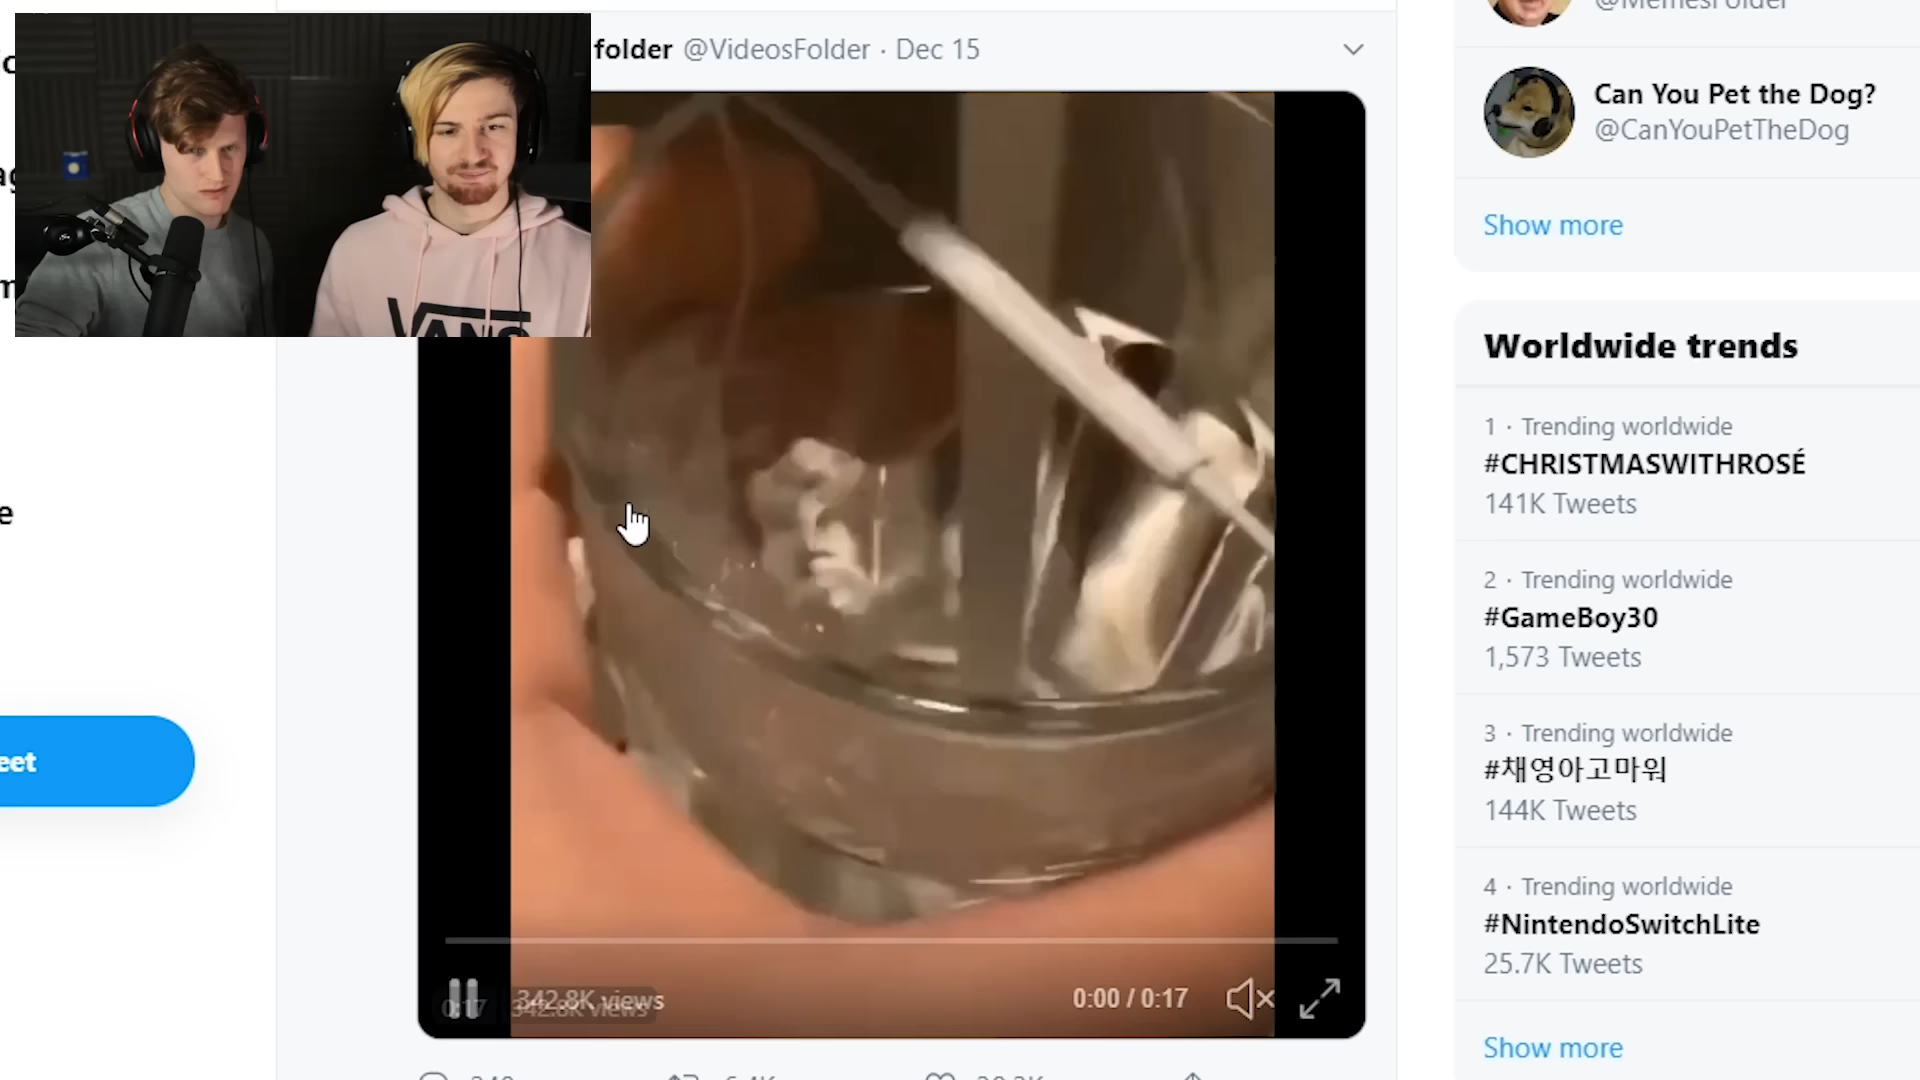 folder @VideosFolder · Dec 15
VANS
e
eet
342.8K views
0:00 / 0:17
0:17
342.8K views
@MemesFolder
Can You Pet the Dog?
@CanYouPetTheDog
Show more
Worldwide trends
1 · Trending worldwide
#CHRISTMASWITHROSÉ
141K Tweets
2 · Trending worldwide
#GameBoy30
1,573 Tweets
3 · Trending worldwide
#채영아고마워
144K Tweets
4 · Trending worldwide
#NintendoSwitchLite
25.7K Tweets
Show more